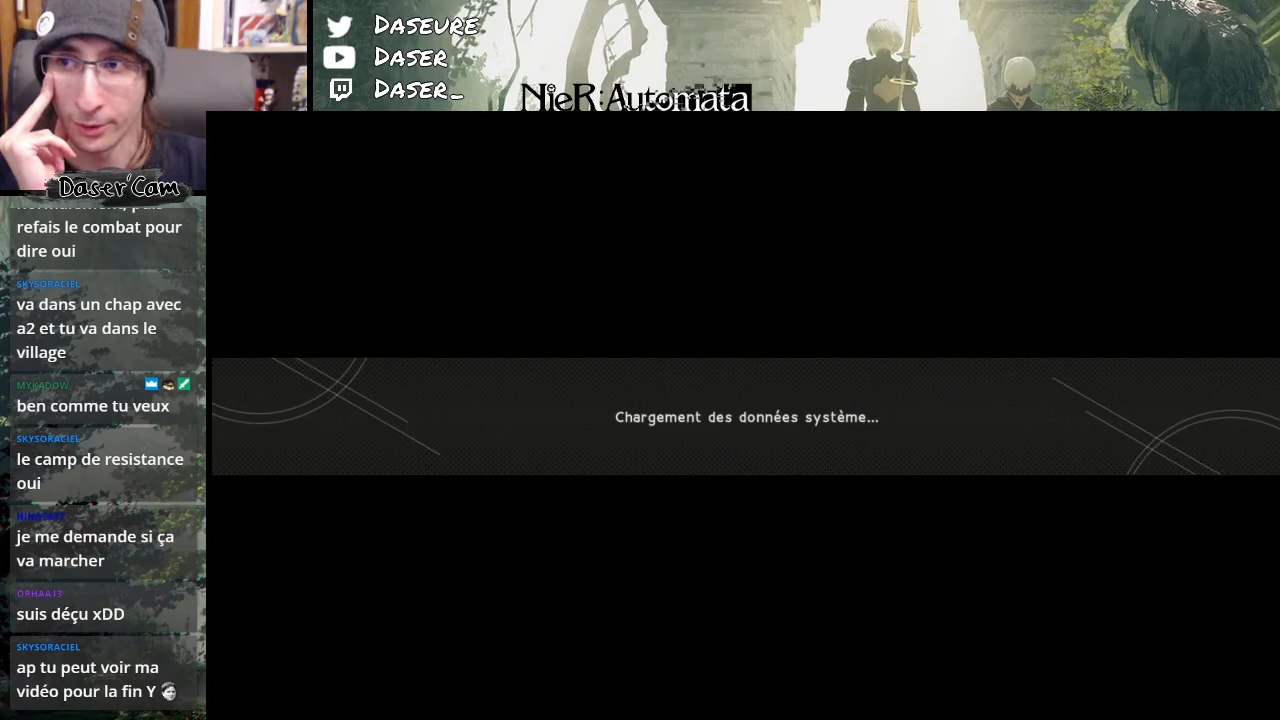 Daseure
Daser
Daser_
NieR:Automata
Daser'Cam
refais le combat pour
dire oui
SKYSORACIEL
va dans un chap avec
a2 et tu va dans le
village
MYKADOW
ben comme tu veux
SKYSORACIEL
le camp de resistance
oui
je me demande si ça
va marcher
ORHAA13
suis déçu xDD
SKYSORACIEL
ap tu peut voir ma
vidéo pour la fin Y
Chargement des données système...